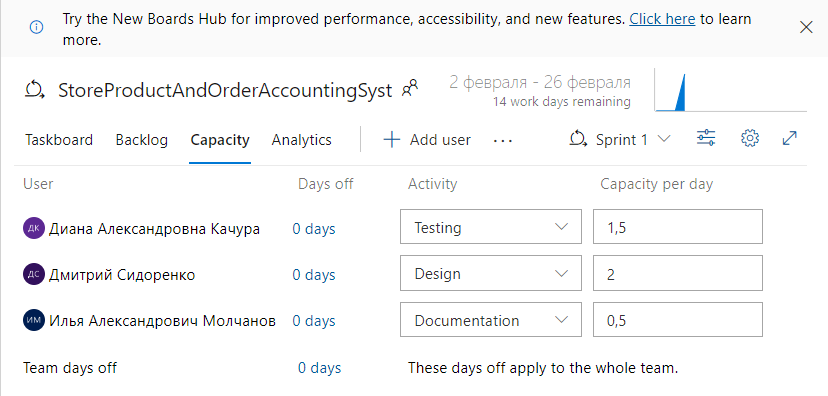 Try the New Boards Hub for improved performance, accessibility, and new features. Click here to learn
more.
StoreProductAndOrderAccountingSyst
2 февраля - 26 февраля
14 work days remaining
Taskboard Backlog Capacity Analytics + Add user ... Sprint 1
User Days off Activity Capacity per day
ДК Диана Александровна Качура 0 days Testing 1,5
ДС Дмитрий Сидоренко 0 days Design 2
ИМ Илья Александрович Молчанов 0 days Documentation 0,5
Team days off 0 days These days off apply to the whole team.